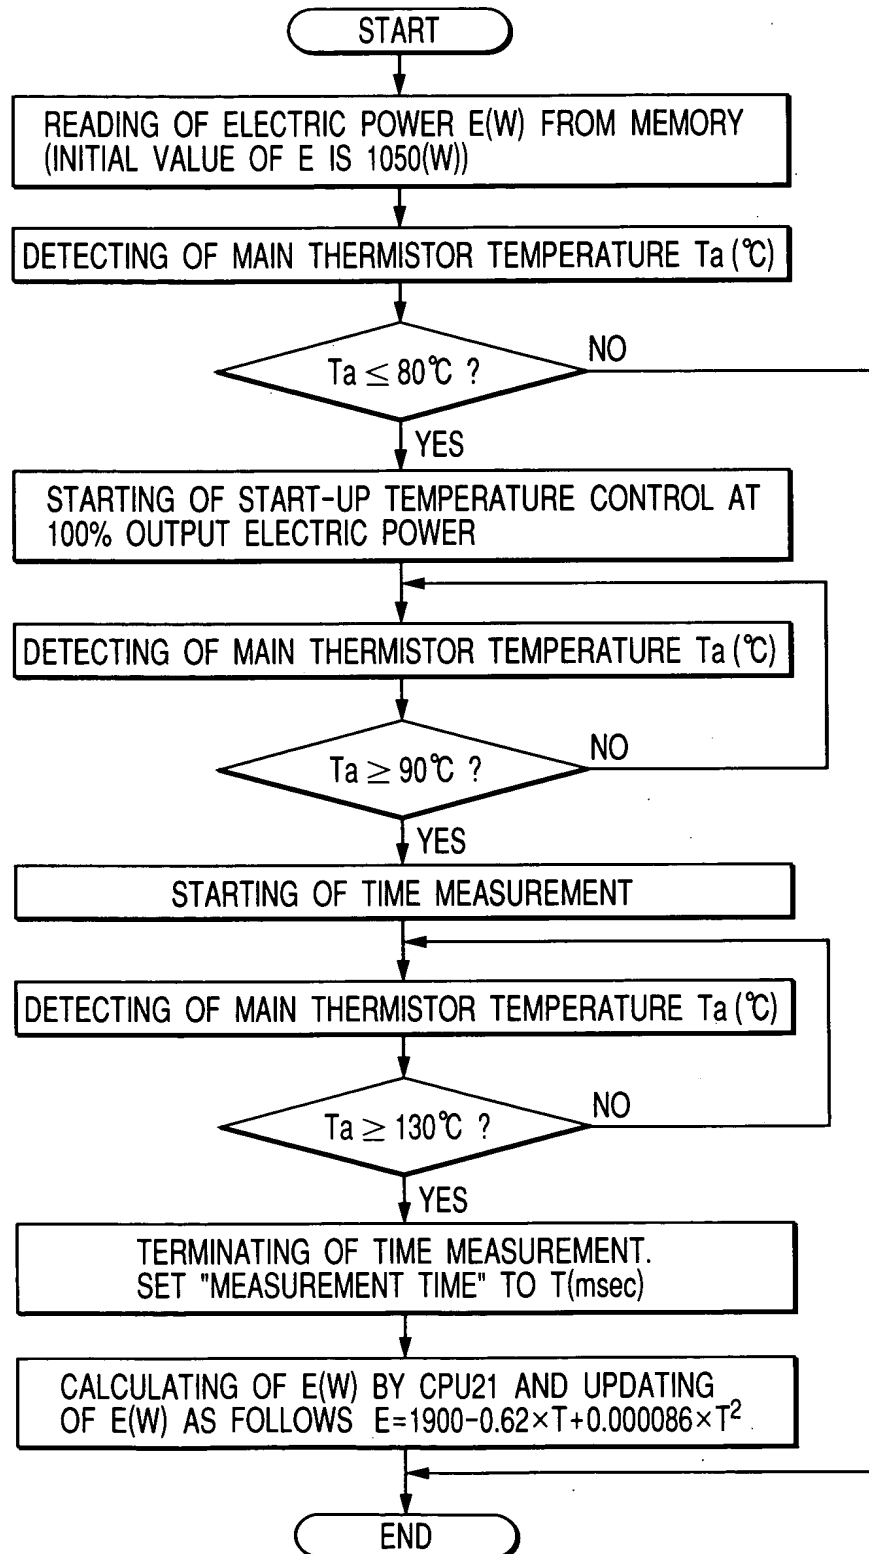 START
READING OF ELECTRIC POWER E(W) FROM MEMORY
(INITIAL VALUE OF E IS 1050(W))
DETECTING OF MAIN THERMISTOR TEMPERATURE Ta (℃)
Ta ≤ 80℃ ?
NO
YES
STARTING OF START-UP TEMPERATURE CONTROL AT
100% OUTPUT ELECTRIC POWER
DETECTING OF MAIN THERMISTOR TEMPERATURE Ta (℃)
Ta ≥ 90℃ ?
NO
YES
STARTING OF TIME MEASUREMENT
DETECTING OF MAIN THERMISTOR TEMPERATURE Ta (℃)
Ta ≥ 130℃ ?
NO
YES
TERMINATING OF TIME MEASUREMENT.
SET "MEASUREMENT TIME" TO T(msec)
CALCULATING OF E(W) BY CPU21 AND UPDATING
OF E(W) AS FOLLOWS E=1900-0.62×T+0.000086×T²
END